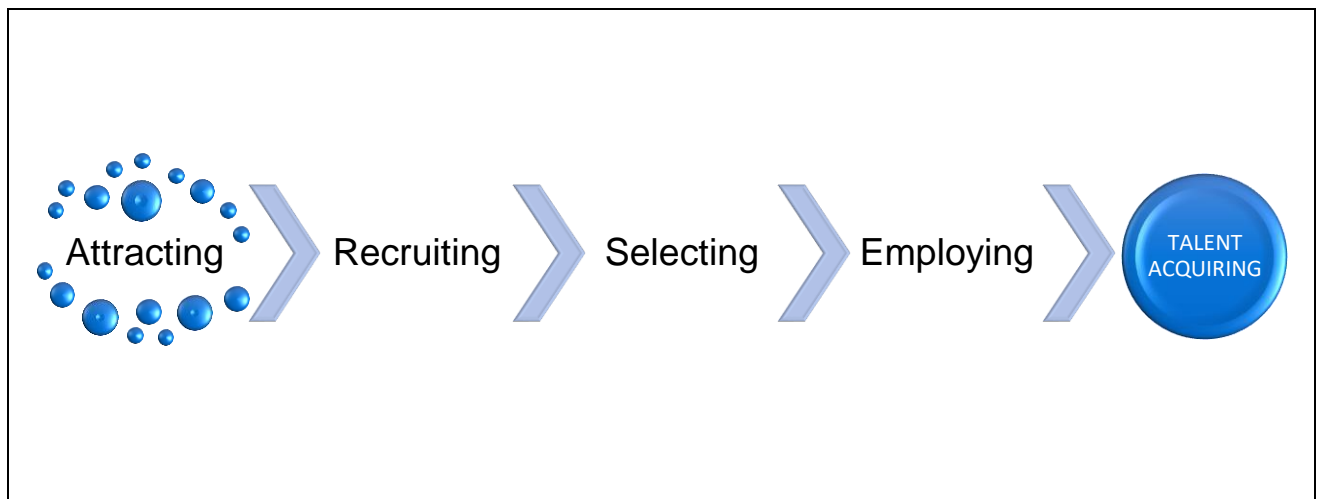 Attracting
Recruiting
Selecting
Employing
TALENT
ACQUIRING